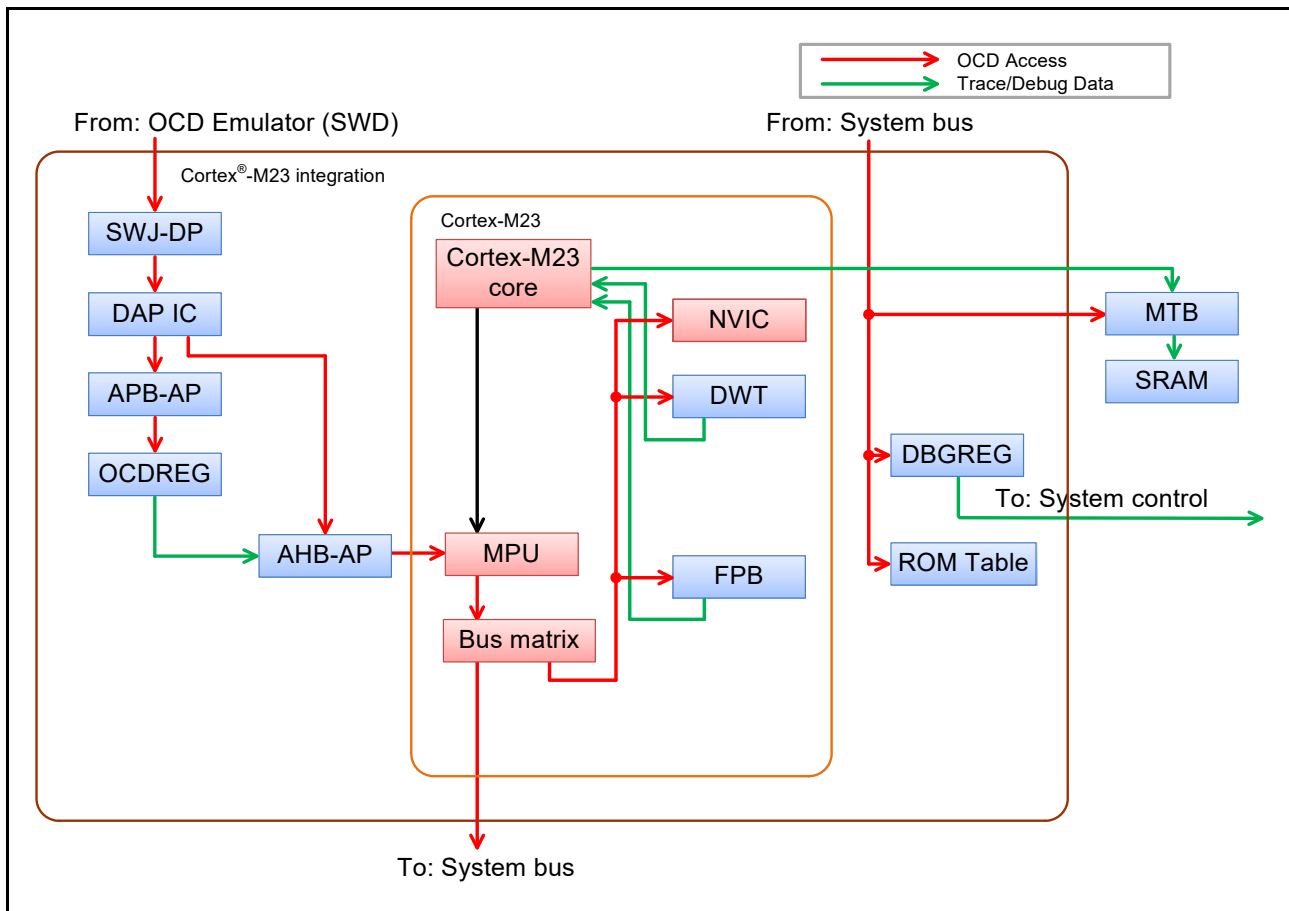 OCD Access
Trace/Debug Data
From: OCD Emulator (SWD)
From: System bus
Cortex®-M23 integration
SWJ-DP
DAP IC
APB-AP
OCDREG
AHB-AP
Cortex-M23
Cortex-M23
core
NVIC
DWT
MPU
FPB
Bus matrix
MTB
SRAM
DBGREG
To: System control
ROM Table
To: System bus